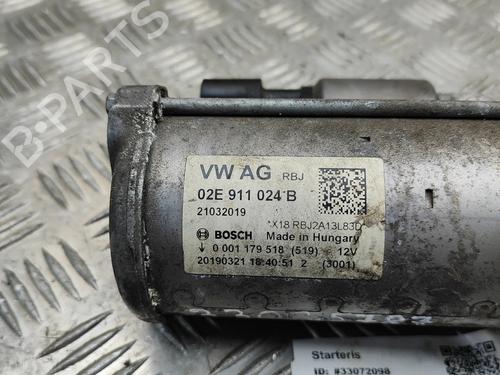 B-Parts
VW AG RBJ
02E 911 024 B
21032019
*X18 RBJ2A13L83D
BOSCH Made in Hungary
0 001 179 518 (519) 12V
20190321 18:40:51 2 (3001)
Starteris
ID: #33072098